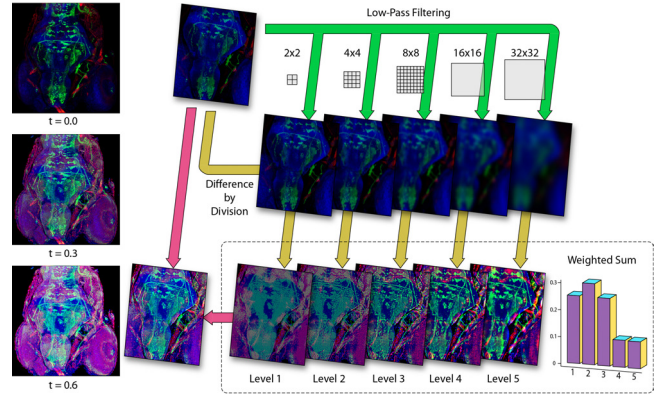 Low-Pass Filtering
2x2 4x4 8x8 16x16 32x32
t = 0.0
Difference
by
Division
t = 0.3
Weighted Sum
0.3
0.2
0.1
0
1 2 3 4 5
Level 1 Level 2 Level 3 Level 4 Level 5
t = 0.6